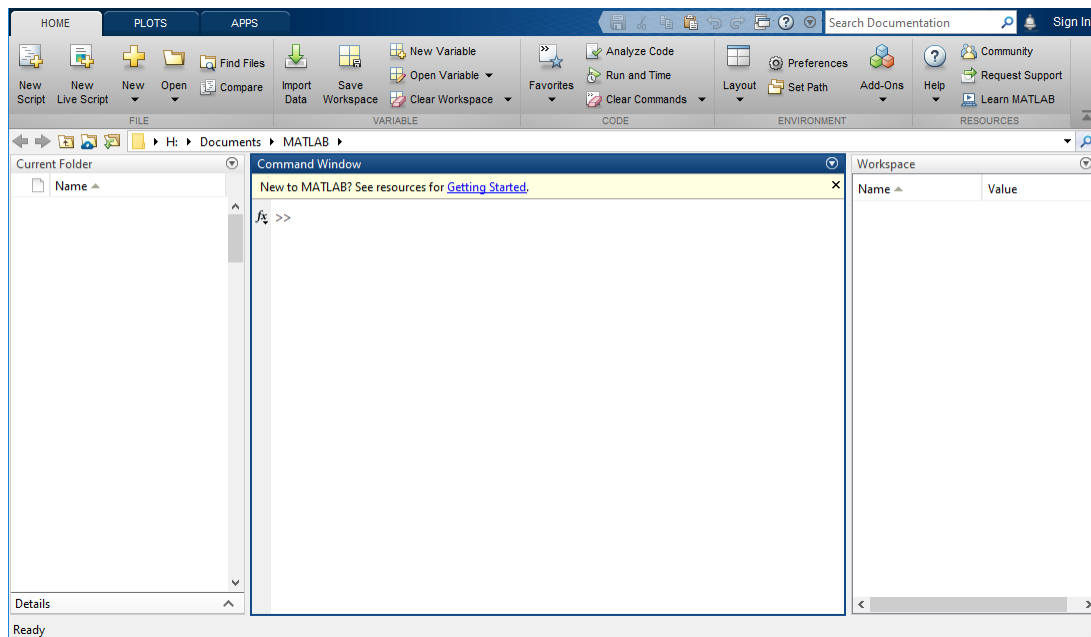 HOME PLOTS APPS Search Documentation Sign In
New Script
New Live Script
New
Open
Find Files
Compare
FILE
Import Data
Save Workspace
New Variable
Open Variable
Clear Workspace
VARIABLE
Favorites
Analyze Code
Run and Time
Clear Commands
CODE
Layout
Preferences
Set Path
Add-Ons
ENVIRONMENT
Help
Community
Request Support
Learn MATLAB
RESOURCES
H: Documents MATLAB
Current Folder
Name
Command Window
New to MATLAB? See resources for Getting Started.
fx >>
Workspace
Name Value
Details
Ready